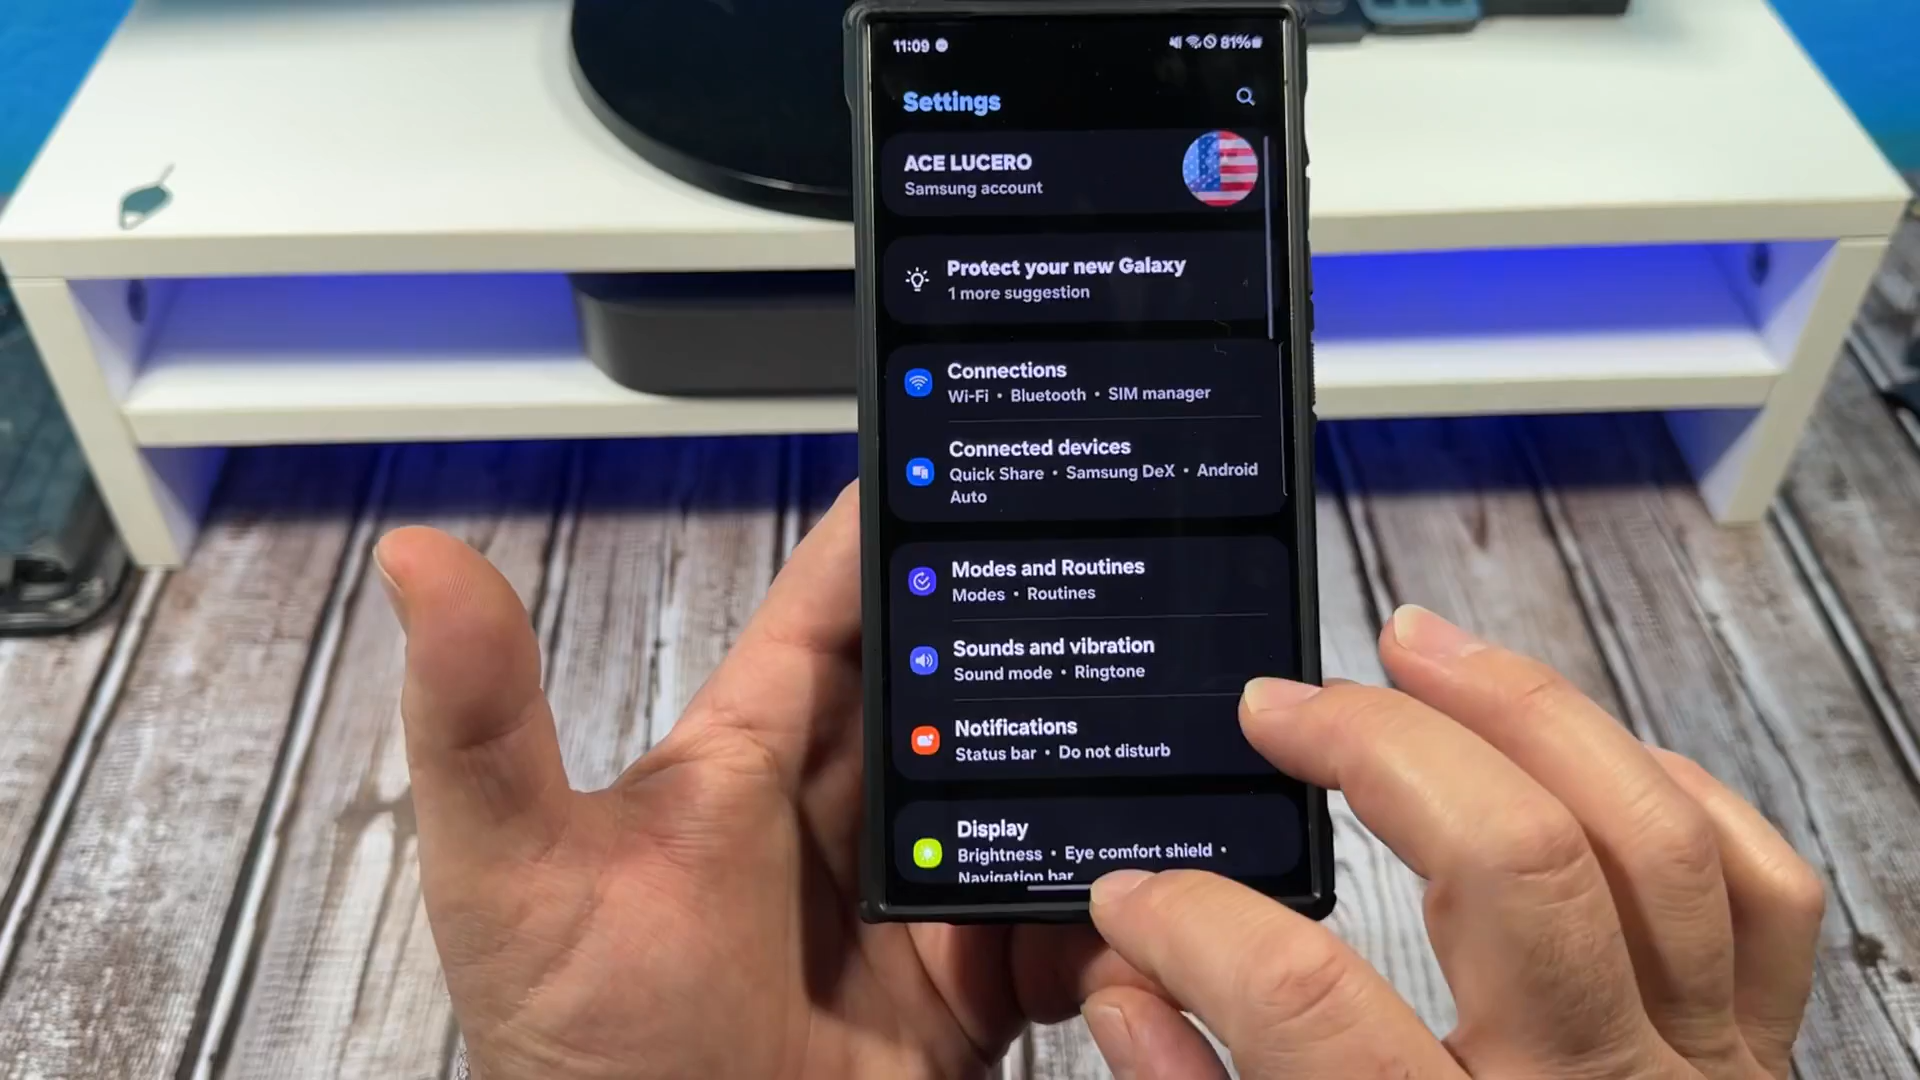 11:09
81%
Settings
ACE LUCERO
Samsung account
Protect your new Galaxy
1 more suggestion
Connections
Wi-Fi • Bluetooth • SIM manager
Connected devices
Quick Share • Samsung DeX • Android
Auto
Modes and Routines
Modes • Routines
Sounds and vibration
Sound mode • Ringtone
Notifications
Status bar • Do not disturb
Display
Brightness • Eye comfort shield •
Navigation bar